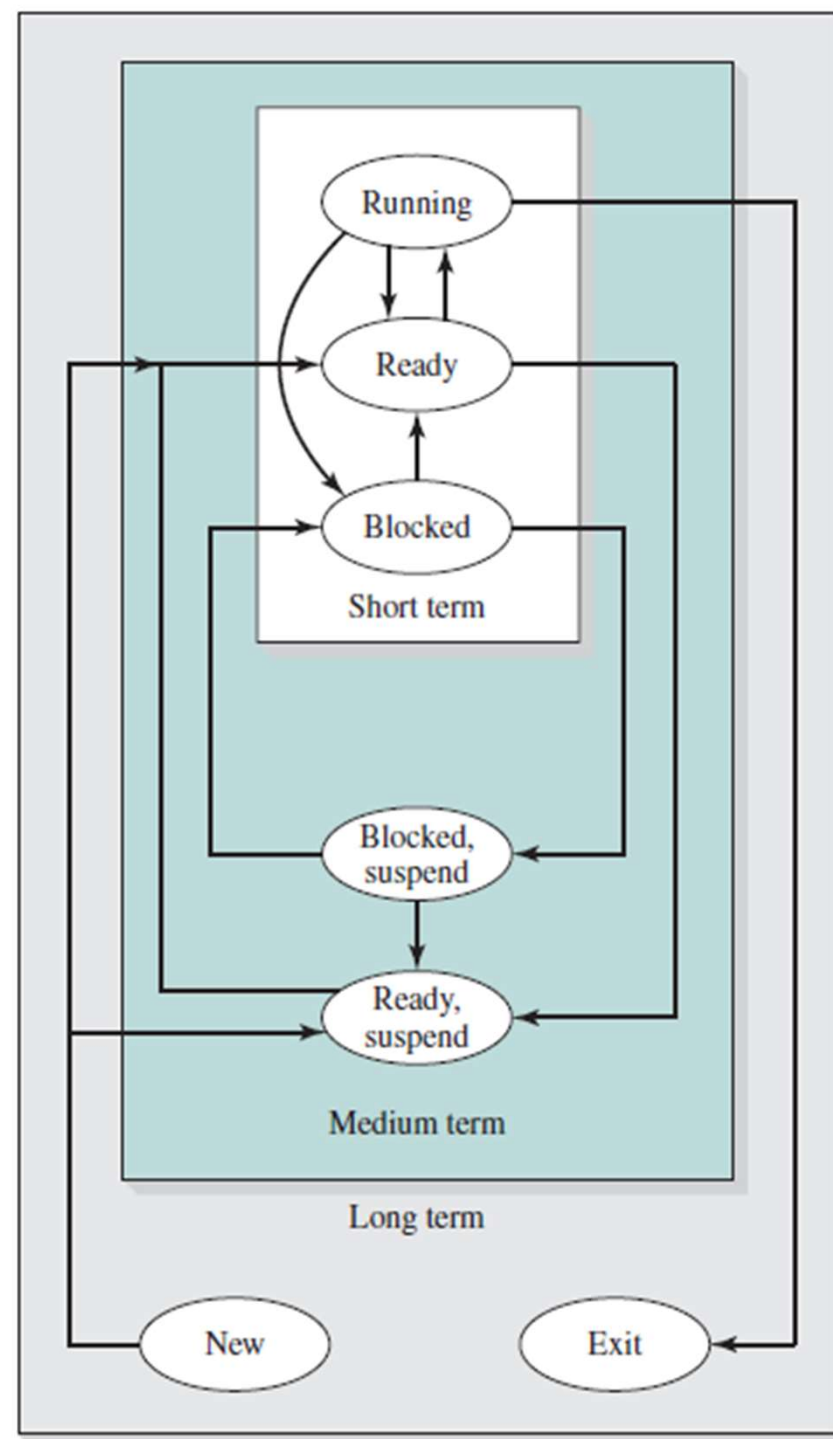 Running
Ready
Blocked
Short term
Blocked,
suspend
Ready,
suspend
Medium term
Long term
New
Exit